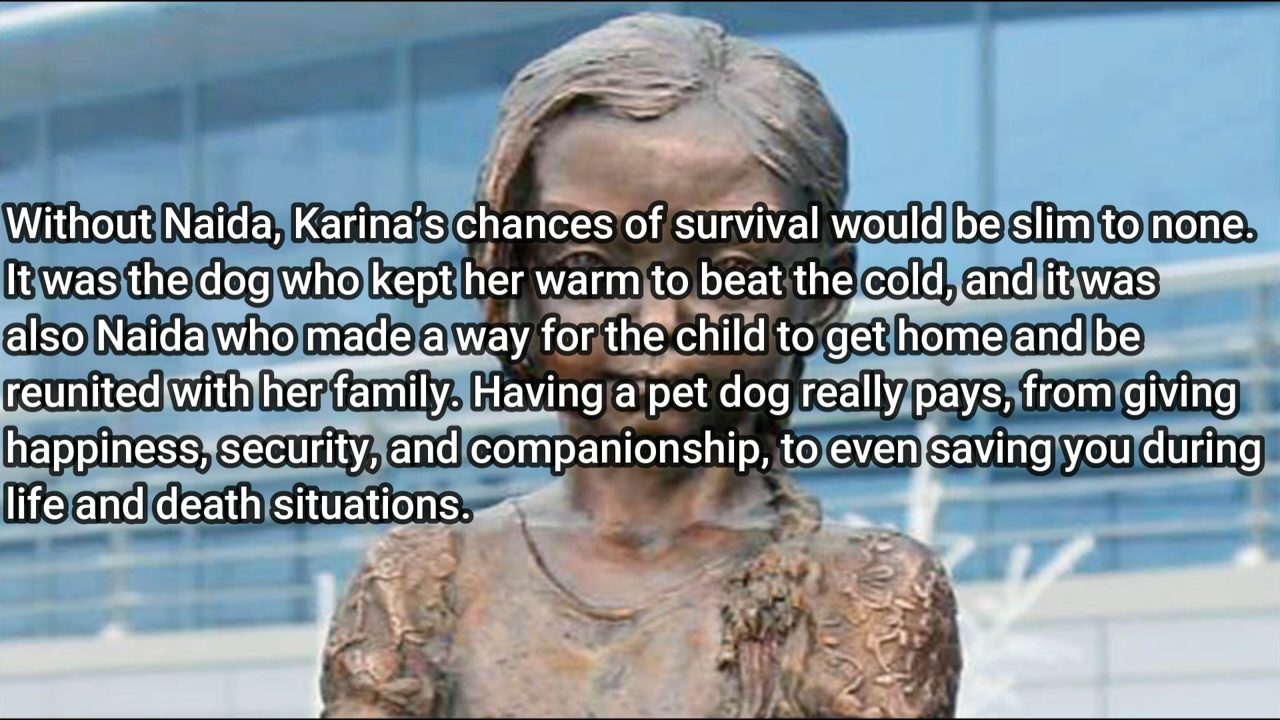 Without Naida, Karina’s chances of survival would be slim to none.
It was the dog who kept her warm to beat the cold, and it was
also Naida who made a way for the child to get home and be
reunited with her family. Having a pet dog really pays, from giving
happiness, security, and companionship, to even saving you during
life and death situations.